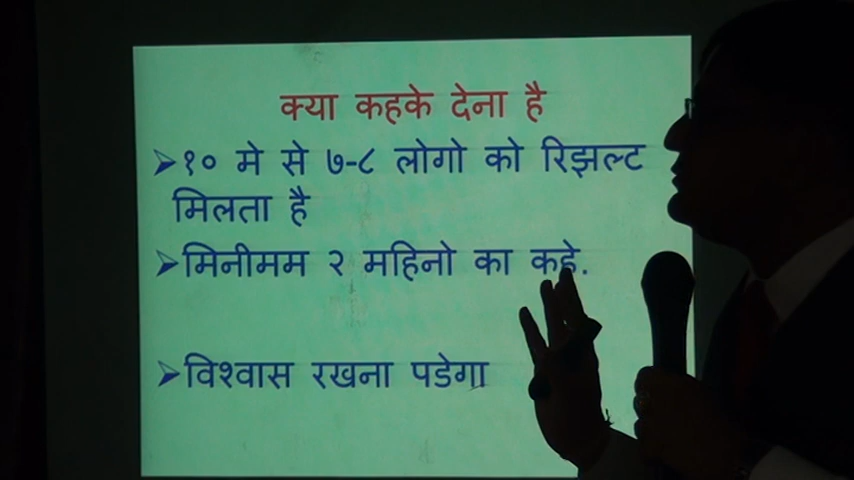 क्या कहके देना है
➢१० मे से ७-८ लोगो को रिझल्ट
मिलता है
➢मिनीमम २ महिनो का कहे.
➢विश्वास रखना पडेगा